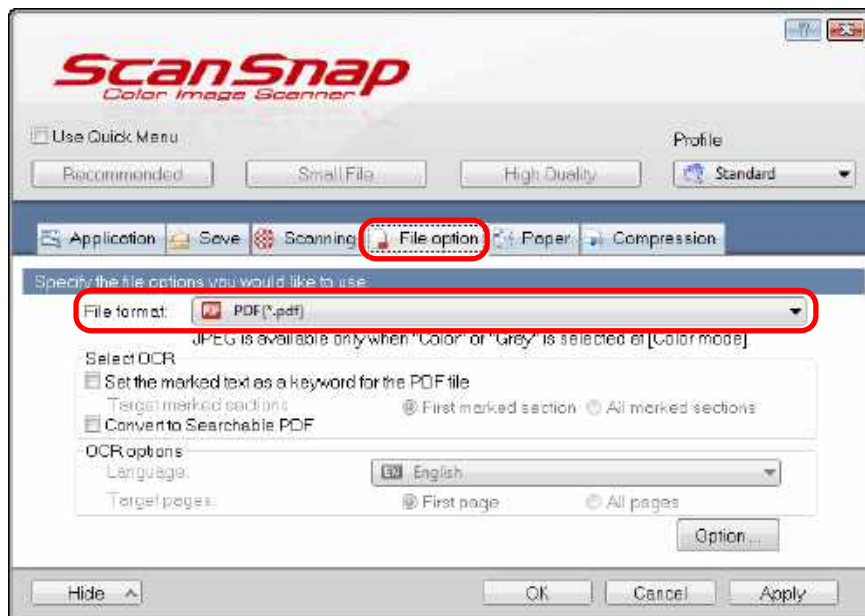 ScanSnap
Color Image Scanner
Use Quick Menu
Profile
Recommended Small File High Quality Standard
Application Save Scanning File option Paper Compression
Specify the file options you would like to use.
File format: PDF(*.pdf)
JPEG is available only when "Color" or "Gray" is selected at [Color mode].
Select OCR
Set the marked text as a keyword for the PDF file
Target marked sections First marked section All marked sections
Convert to Searchable PDF
OCR options
Language: EN English
Target pages: First page All pages
Option...
Hide OK Cancel Apply